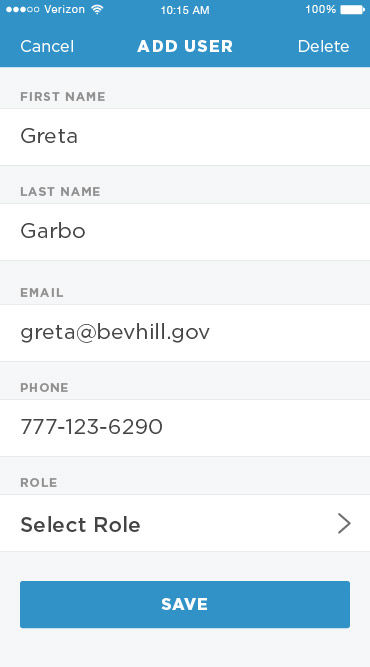 Verizon 10:15 AM 100%
Cancel ADD USER Delete
FIRST NAME
Greta
LAST NAME
Garbo
EMAIL
greta@bevhill.gov
PHONE
777-123-6290
ROLE
Select Role
SAVE